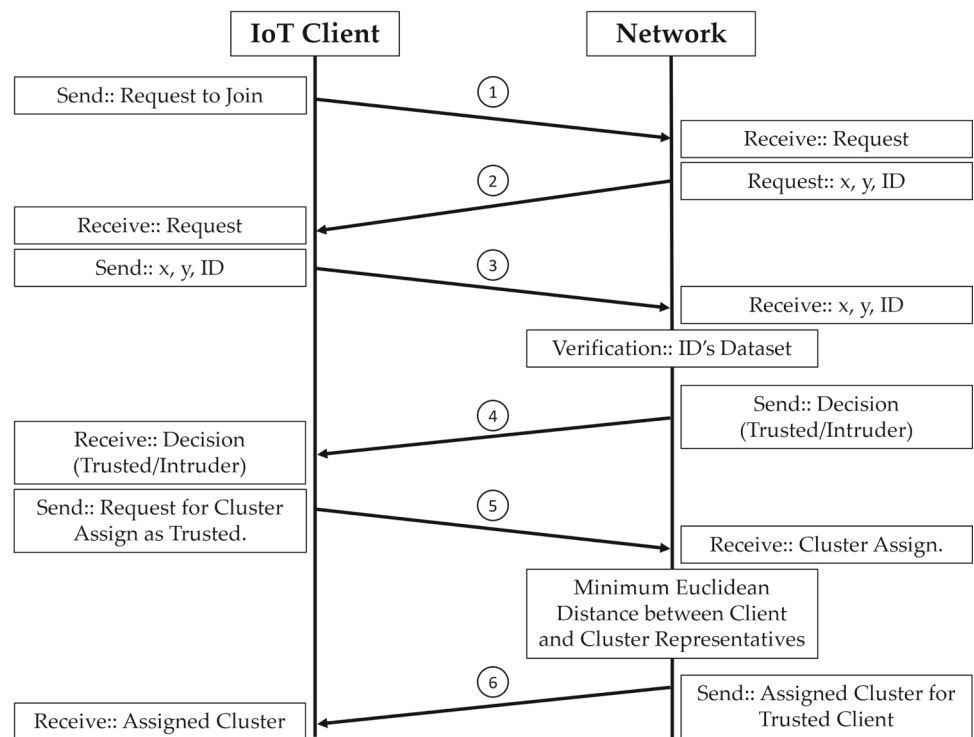 IoT Client
Network
Send:: Request to Join
1
Receive:: Request
2
Request:: x, y, ID
Receive:: Request
Send:: x, y, ID
3
Receive:: x, y, ID
Verification:: ID's Dataset
4
Send:: Decision
(Trusted/Intruder)
Receive:: Decision
(Trusted/Intruder)
Send:: Request for Cluster
Assign as Trusted.
5
Receive:: Cluster Assign.
Minimum Euclidean
Distance between Client
and Cluster Representatives
6
Send:: Assigned Cluster for
Trusted Client
Receive:: Assigned Cluster